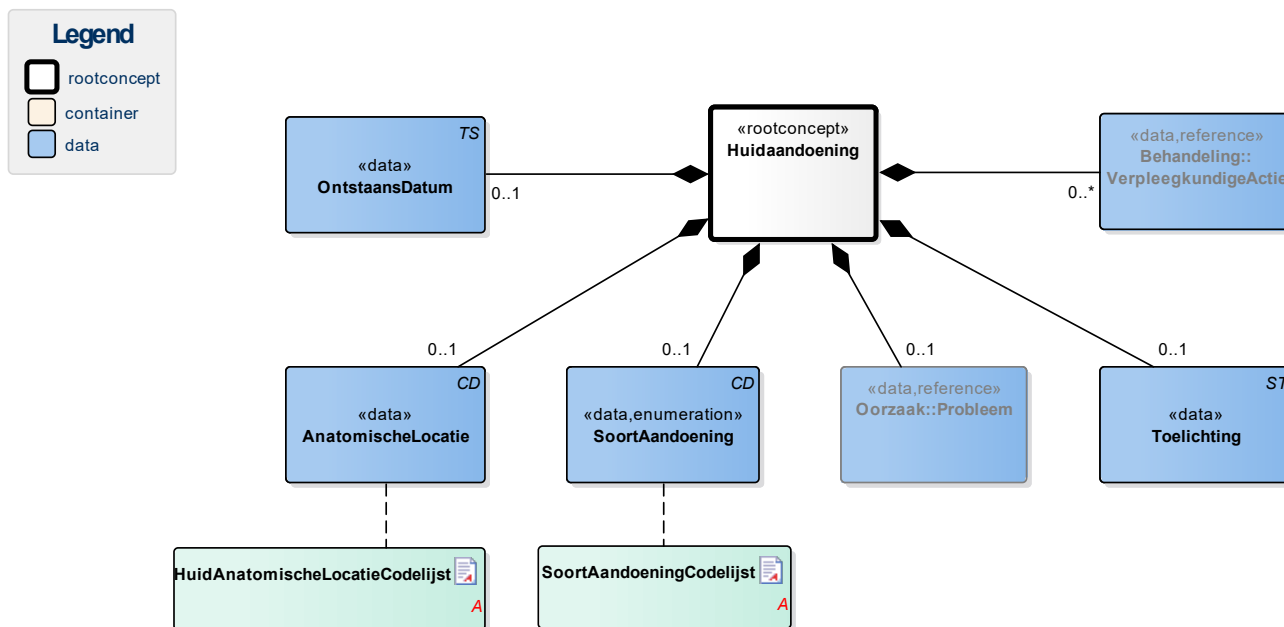 Legend
rootconcept
container
data
TS
«data»
OntstaansDatum
0..1
«rootconcept»
Huidaandoening
«data,reference»
Behandeling::
VerpleegkundigeActie
0..*
0..1
0..1
0..1
0..1
CD
«data»
AnatomischeLocatie
CD
«data,enumeration»
SoortAandoening
«data,reference»
Oorzaak::Probleem
ST
«data»
Toelichting
HuidAnatomischeLocatieCodelijst
A
SoortAandoeningCodelijst
A